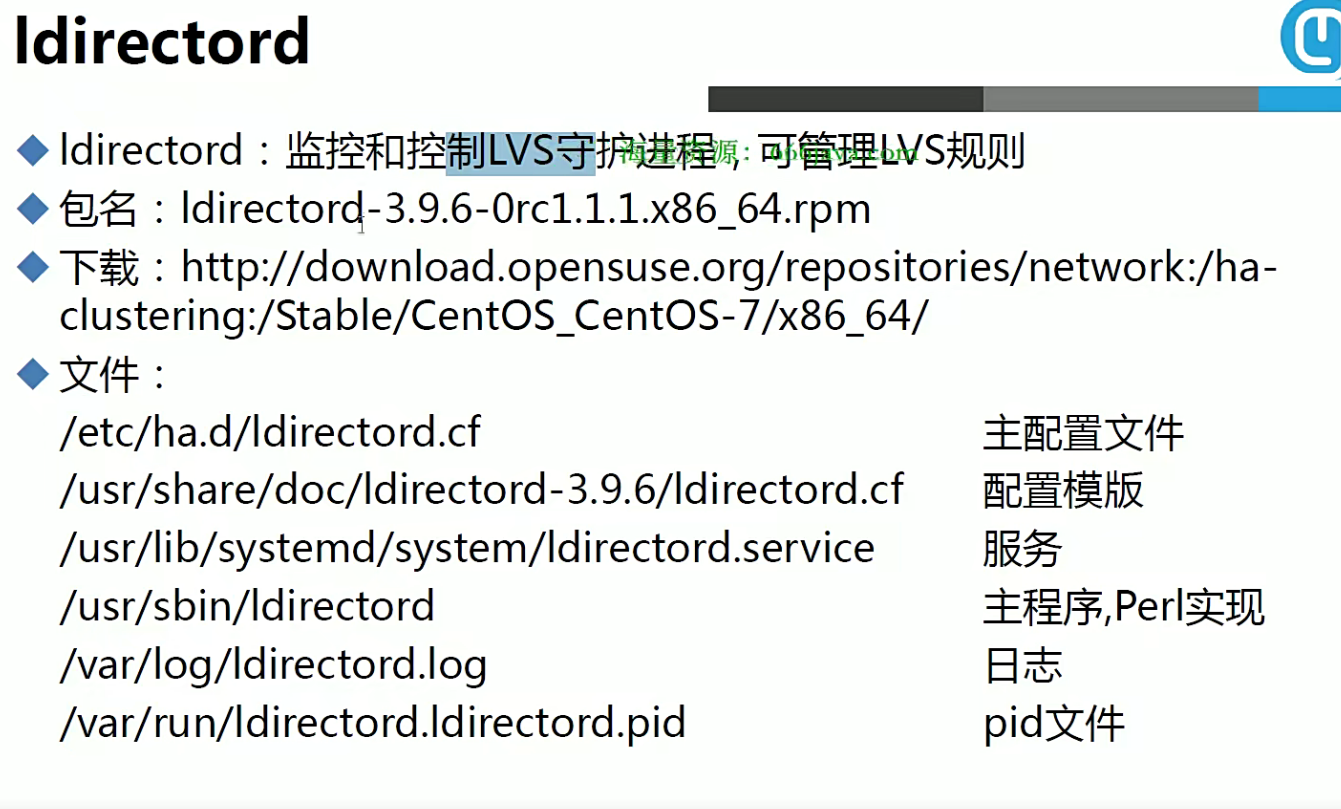 ldirectord
ldirectord：监控和控制LVS守护进程，可管理LVS规则
海量资源：666java.com
包名：ldirectord-3.9.6-0rc1.1.1.x86_64.rpm
下载：http://download.opensuse.org/repositories/network:/ha-
clustering:/Stable/CentOS_CentOS-7/x86_64/
文件：
/etc/ha.d/ldirectord.cf 主配置文件
/usr/share/doc/ldirectord-3.9.6/ldirectord.cf 配置模版
/usr/lib/systemd/system/ldirectord.service 服务
/usr/sbin/ldirectord 主程序,Perl实现
/var/log/ldirectord.log 日志
/var/run/ldirectord.ldirectord.pid pid文件